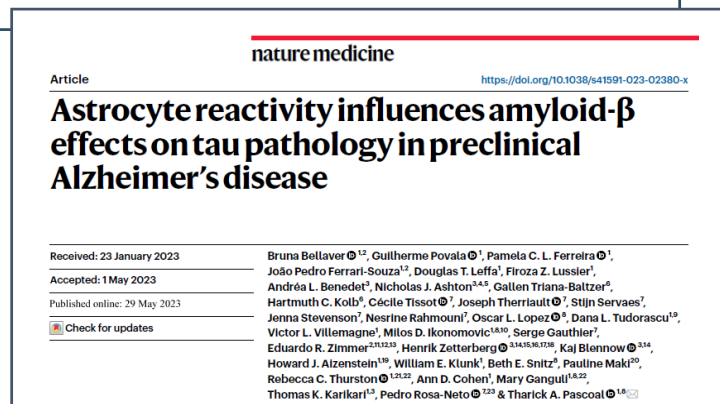 nature medicine
Article
https://doi.org/10.1038/s41591-023-02380-x
Astrocyte reactivity influences amyloid-β
effects on tau pathology in preclinical
Alzheimer's disease
Received: 23 January 2023
Accepted: 1 May 2023
Published online: 29 May 2023
Check for updates
Bruna Bellaver 1,2, Guilherme Povala 1, Pamela C. L. Ferreira 1,
João Pedro Ferrari-Souza1,2, Douglas T. Leffa1, Firoza Z. Lussier1,
Andréa L. Benedet3, Nicholas J. Ashton3,4,5, Gallen Triana-Baltzer6,
Hartmuth C. Kolb6, Cécile Tissot 7, Joseph Therriault 7, Stijn Servaes7,
Jenna Stevenson7, Nesrine Rahmouni7, Oscar L. Lopez 8, Dana L. Tudorascu1,9,
Victor L. Villemagne1, Milos D. Ikonomovic1,8,10, Serge Gauthier7,
Eduardo R. Zimmer2,11,12,13, Henrik Zetterberg 3,14,15,16,17,18, Kaj Blennow 3,14,
Howard J. Aizenstein1,19, William E. Klunk1, Beth E. Snitz8, Pauline Maki20,
Rebecca C. Thurston 1,21,22, Ann D. Cohen1, Mary Ganguli1,8,22,
Thomas K. Karikari1,3, Pedro Rosa-Neto 7,23 & Tharick A. Pascoal 1,8